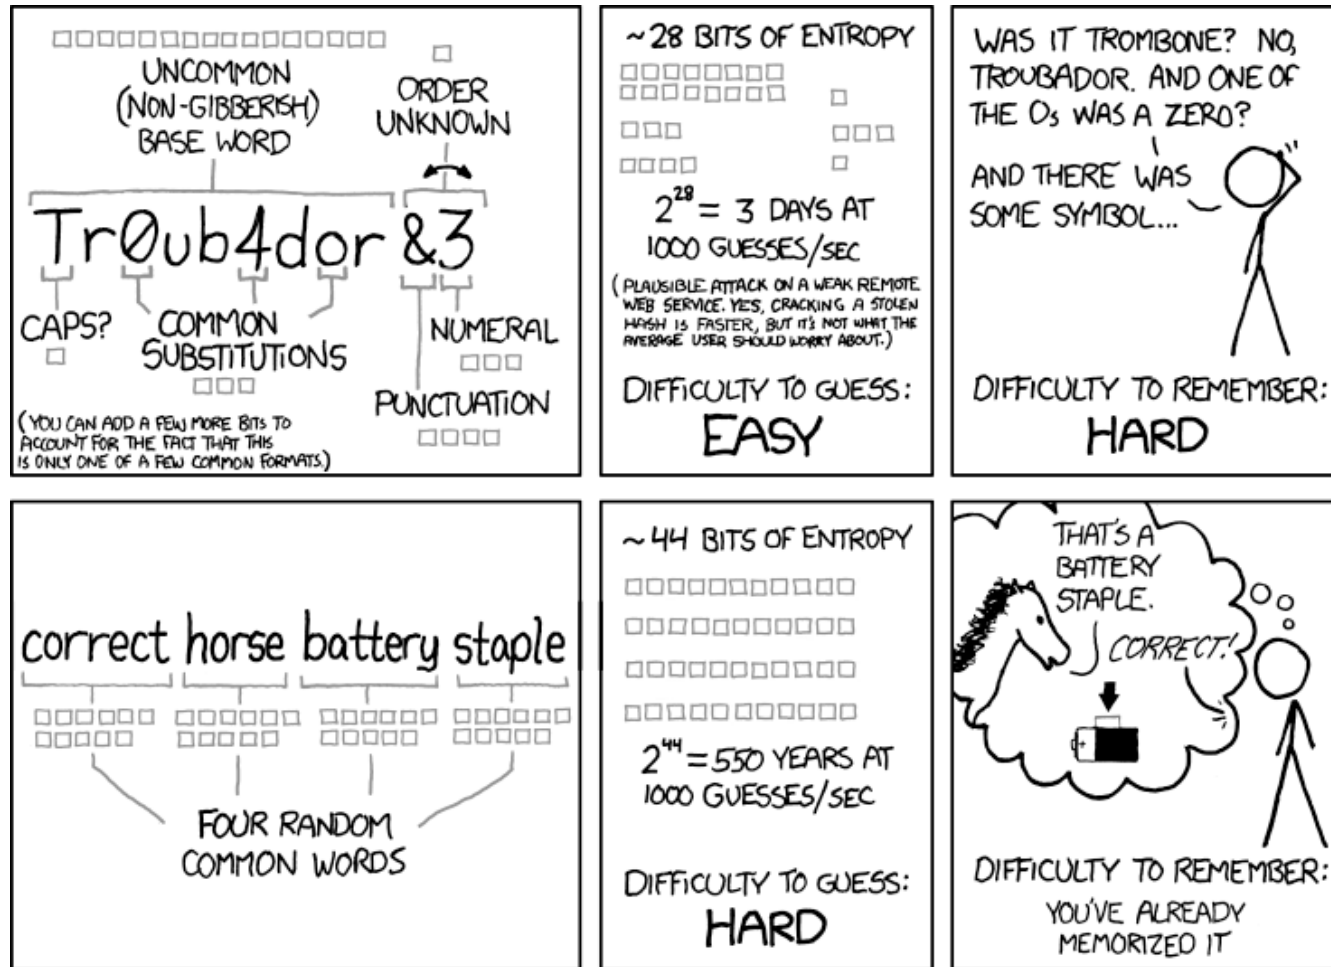 UNCOMMON
(NON-GIBBERISH)
BASE WORD
ORDER
UNKNOWN
Tr0ub4dor &3
CAPS?
COMMON
SUBSTITUTIONS
NUMERAL
PUNCTUATION
(YOU CAN ADD A FEW MORE BITS TO
ACCOUNT FOR THE FACT THAT THIS
IS ONLY ONE OF A FEW COMMON FORMATS.)
~28 BITS OF ENTROPY
2^28 = 3 DAYS AT
1000 GUESSES/SEC
(PLAUSIBLE ATTACK ON A WEAK REMOTE
WEB SERVICE. YES, CRACKING A STOLEN
HASH IS FASTER, BUT IT'S NOT WHAT THE
AVERAGE USER SHOULD WORRY ABOUT.)
DIFFICULTY TO GUESS:
EASY
WAS IT TROMBONE? NO,
TROUBADOR. AND ONE OF
THE Os WAS A ZERO?
AND THERE WAS
SOME SYMBOL...
DIFFICULTY TO REMEMBER:
HARD
correct horse battery staple
FOUR RANDOM
COMMON WORDS
~44 BITS OF ENTROPY
2^44 = 550 YEARS AT
1000 GUESSES/SEC
DIFFICULTY TO GUESS:
HARD
THAT'S A
BATTERY
STAPLE.
CORRECT!
DIFFICULTY TO REMEMBER:
YOU'VE ALREADY
MEMORIZED IT